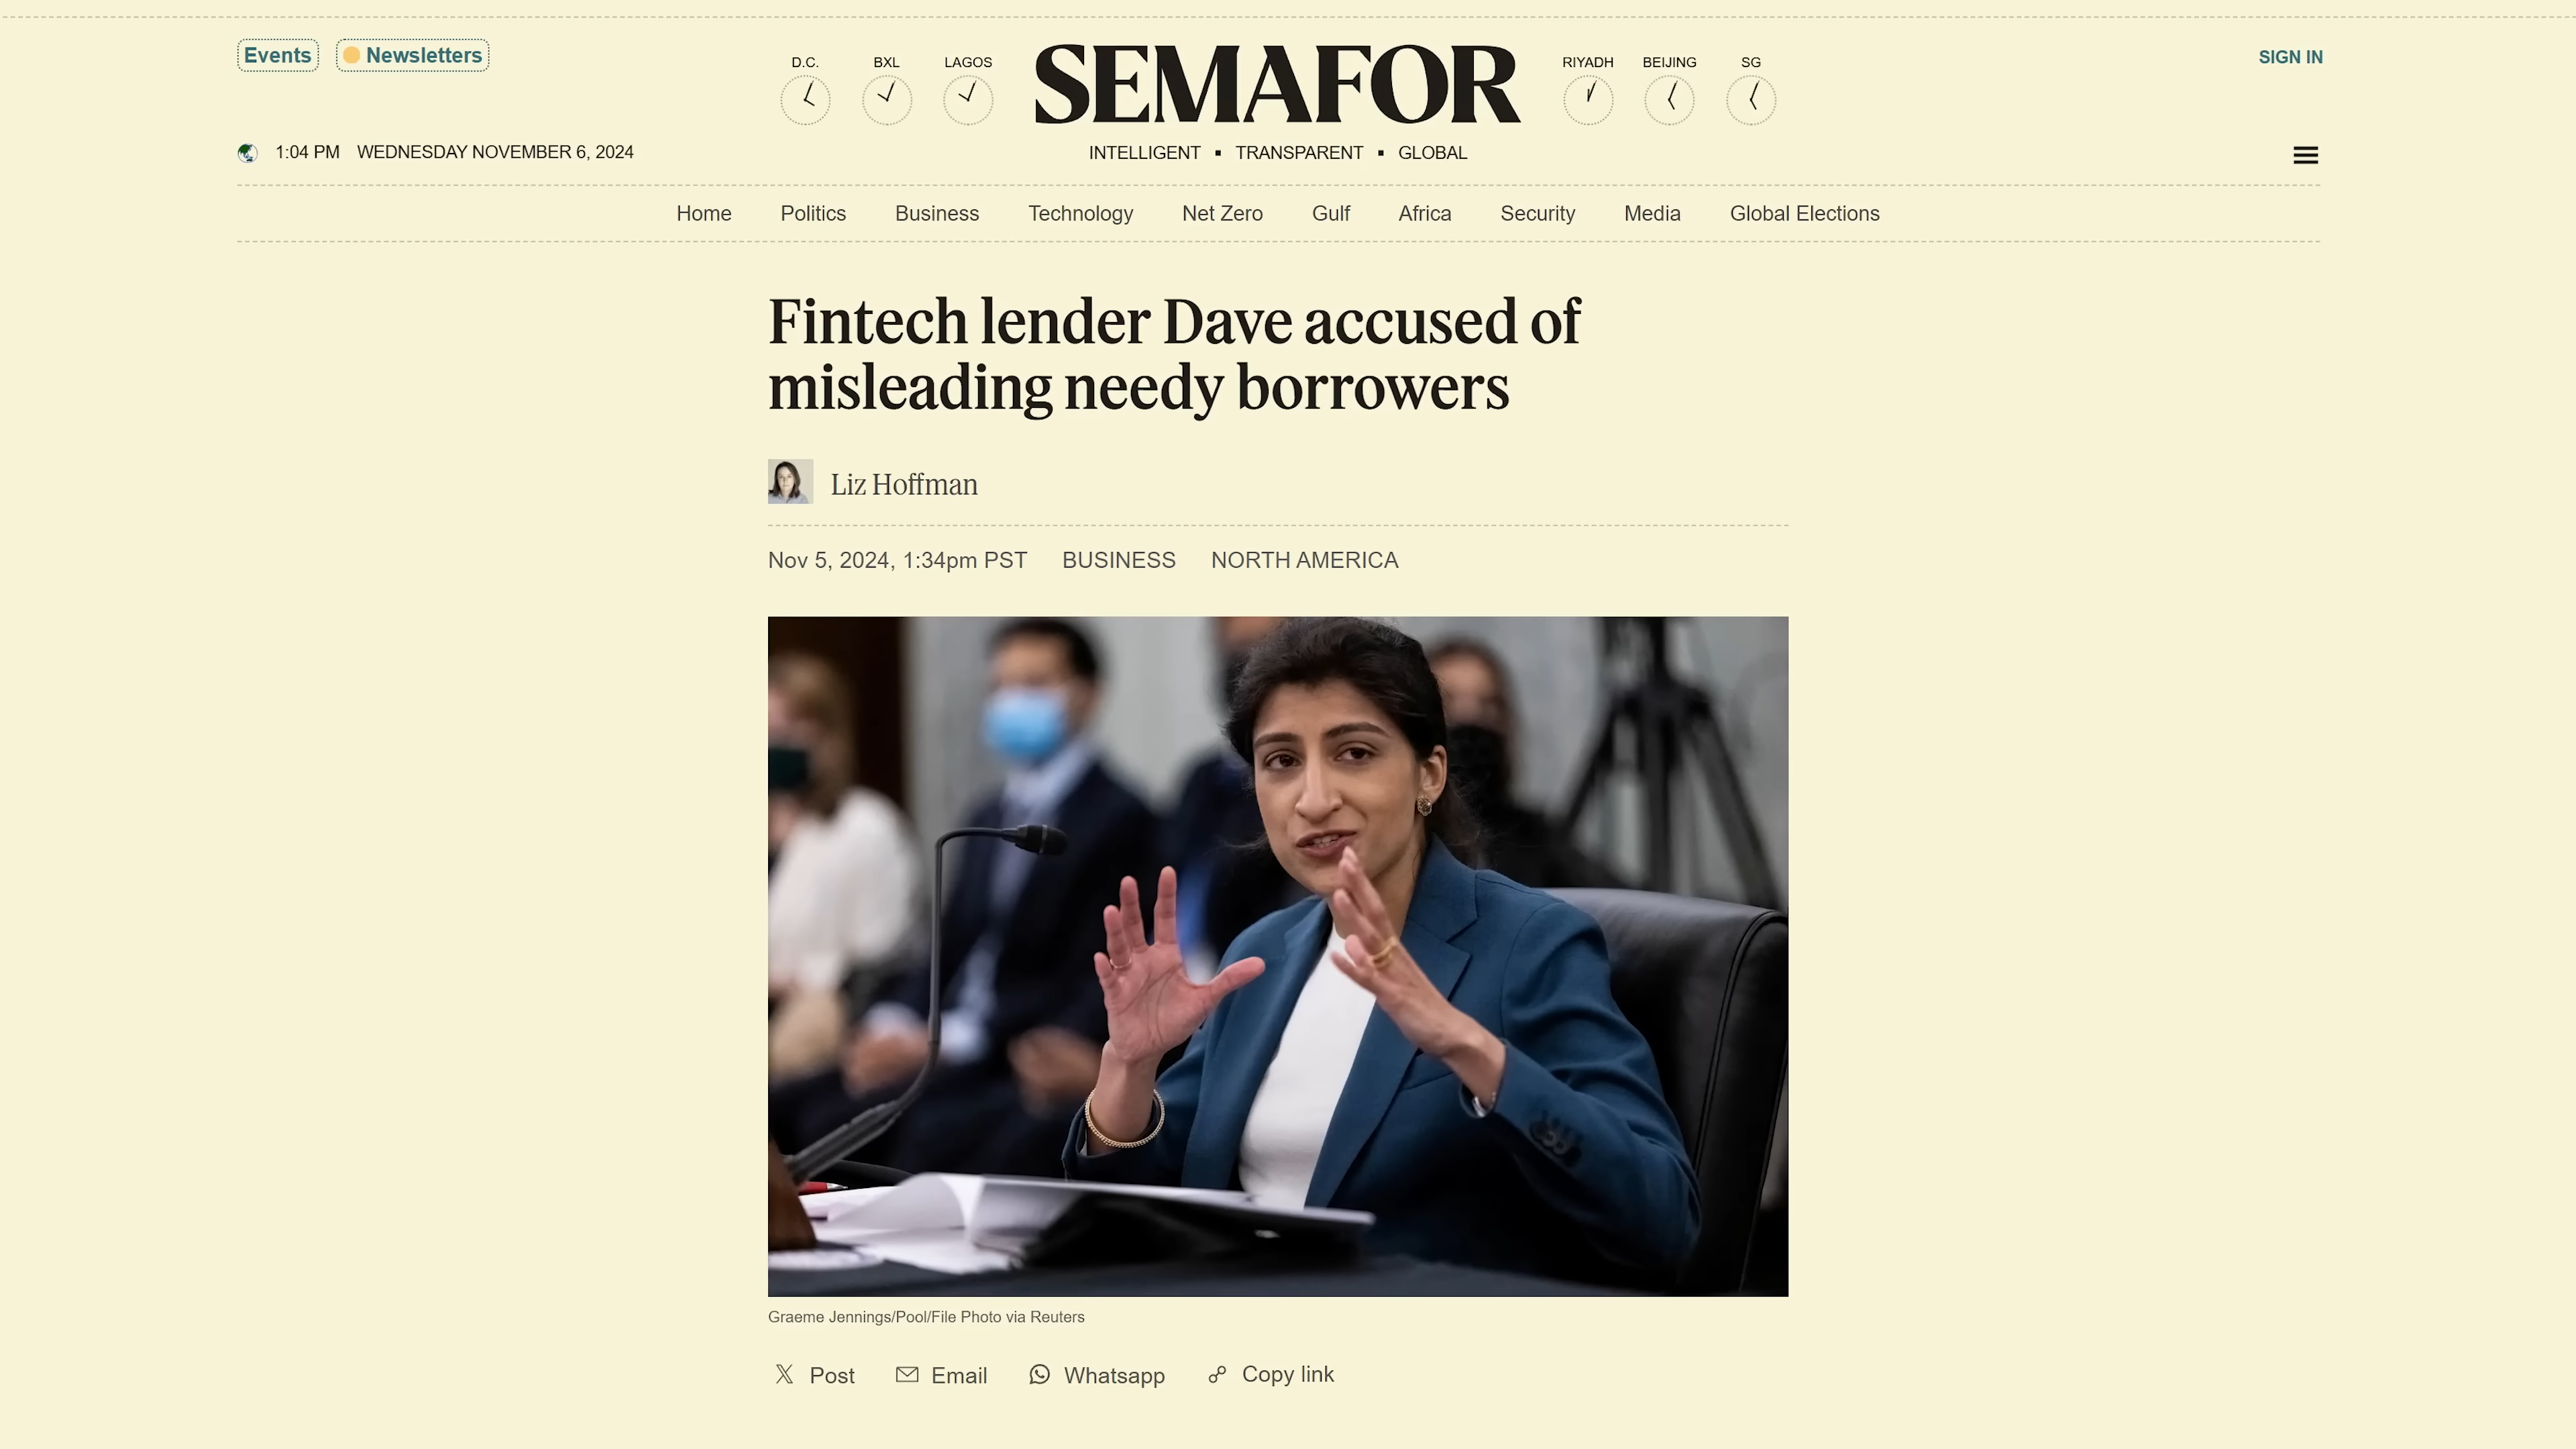 Events Newsletters
D.C. BXL LAGOS
SEMAFOR
RIYADH BEIJING SG
SIGN IN
1:04 PM WEDNESDAY NOVEMBER 6, 2024
INTELLIGENT ▪ TRANSPARENT ▪ GLOBAL
Home Politics Business Technology Net Zero Gulf Africa Security Media Global Elections
Fintech lender Dave accused of
misleading needy borrowers
Liz Hoffman
Nov 5, 2024, 1:34pm PST BUSINESS NORTH AMERICA
Graeme Jennings/Pool/File Photo via Reuters
Post Email Whatsapp Copy link